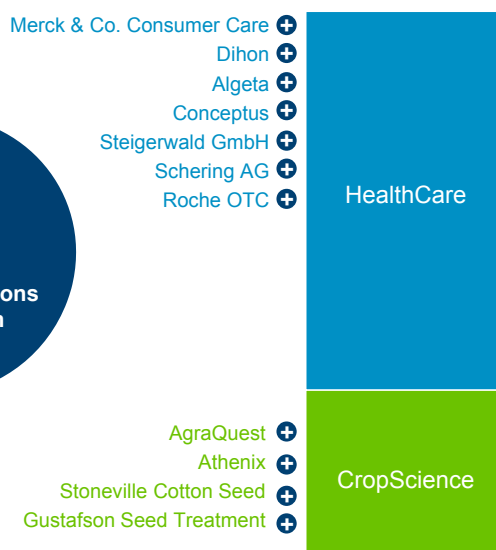 Merck & Co. Consumer Care
Dihon
Algeta
Conceptus
Steigerwald GmbH
Schering AG
Roche OTC
HealthCare
AgraQuest
Athenix
Stoneville Cotton Seed
Gustafson Seed Treatment
CropScience